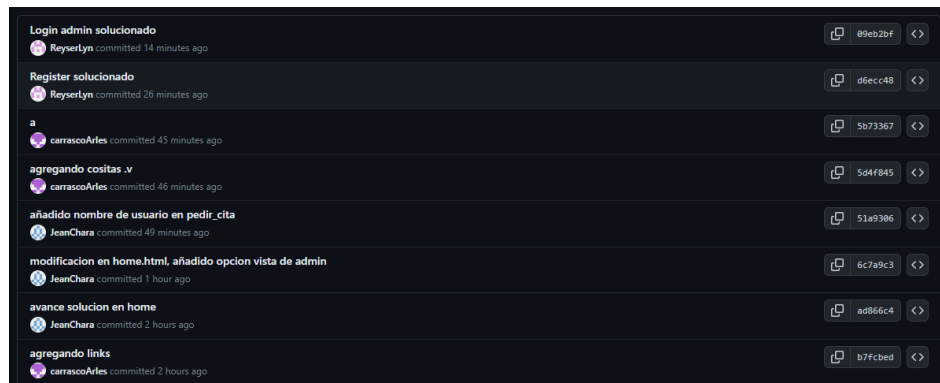 Login admin solucionado
09eb2bf
ReyserLyn committed 14 minutes ago
Register solucionado
d6ecc48
ReyserLyn committed 26 minutes ago
a
5b73367
carrascoArles committed 45 minutes ago
agregando cositas .v
5d4f845
carrascoArles committed 46 minutes ago
añadido nombre de usuario en pedir_cita
51a9306
JeanChara committed 49 minutes ago
modificacion en home.html, añadido opcion vista de admin
6c7a9c3
JeanChara committed 1 hour ago
avance solucion en home
ad866c4
JeanChara committed 2 hours ago
agregando links
b7fcbed
carrascoArles committed 2 hours ago